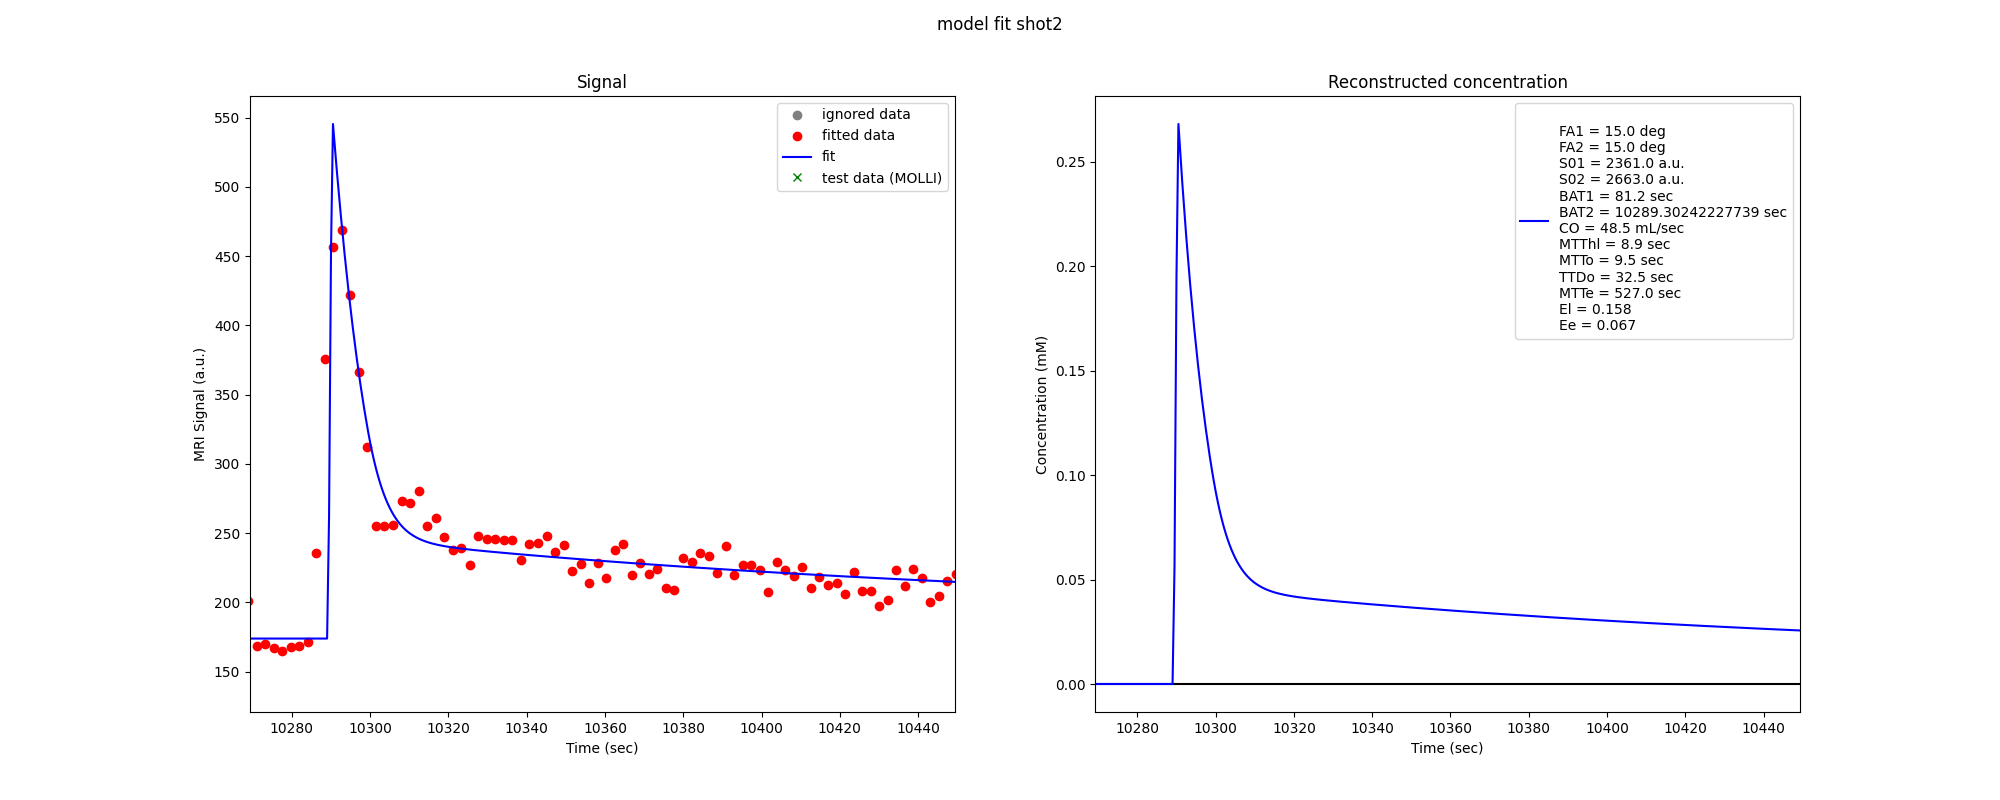 model fit shot2
Signal
MRI Signal (a.u.)
550
500
450
400
350
300
250
200
150
10280 10300 10320 10340 10360 10380 10400 10420 10440
Time (sec)
ignored data
fitted data
fit
test data (MOLLI)
Reconstructed concentration
Concentration (mM)
0.25
0.20
0.15
0.10
0.05
0.00
10280 10300 10320 10340 10360 10380 10400 10420 10440
Time (sec)
FA1 = 15.0 deg
FA2 = 15.0 deg
S01 = 2361.0 a.u.
S02 = 2663.0 a.u.
BAT1 = 81.2 sec
BAT2 = 10289.30242227739 sec
CO = 48.5 mL/sec
MTThl = 8.9 sec
MTTo = 9.5 sec
TTDo = 32.5 sec
MTTe = 527.0 sec
El = 0.158
Ee = 0.067